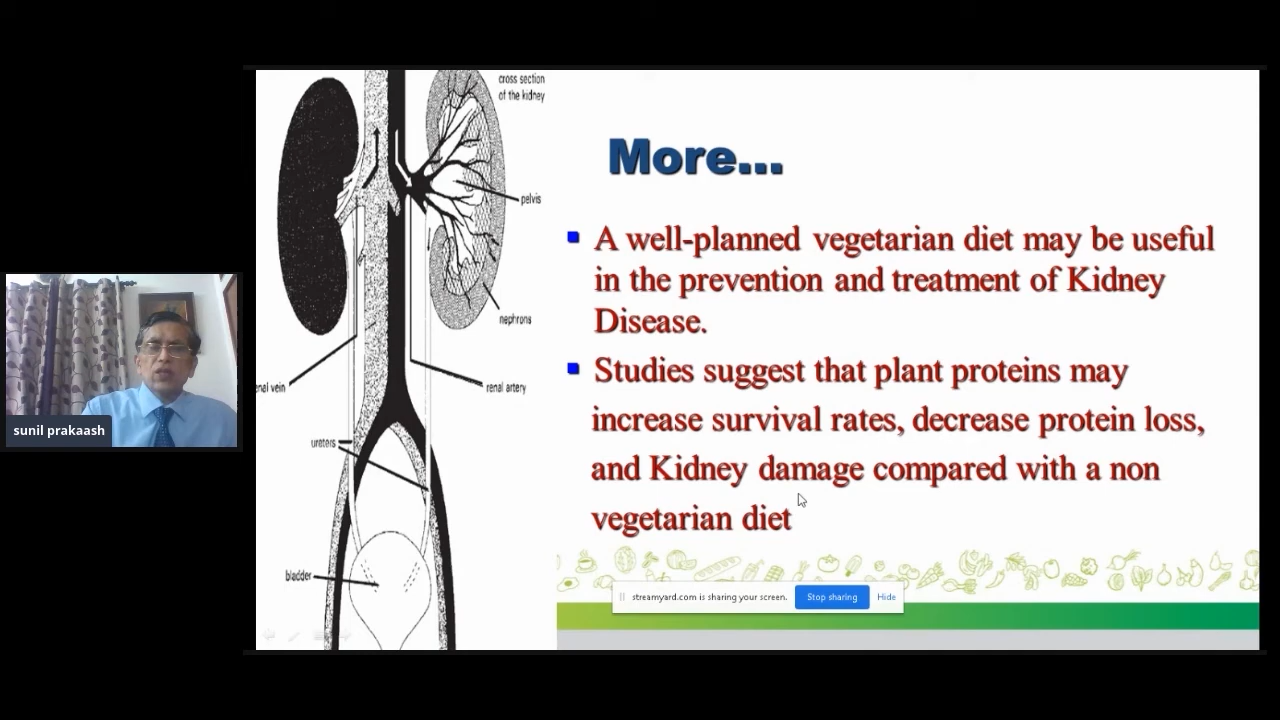 cross section
of the kidney
pelvis
nephrons
enal vein
renal artery
ureters
bladder
More...
A well-planned vegetarian diet may be useful
in the prevention and treatment of Kidney
Disease.
Studies suggest that plant proteins may
increase survival rates, decrease protein loss,
and Kidney damage compared with a non
vegetarian diet
streamyard.com is sharing your screen.
Stop sharing
Hide
sunil prakaash